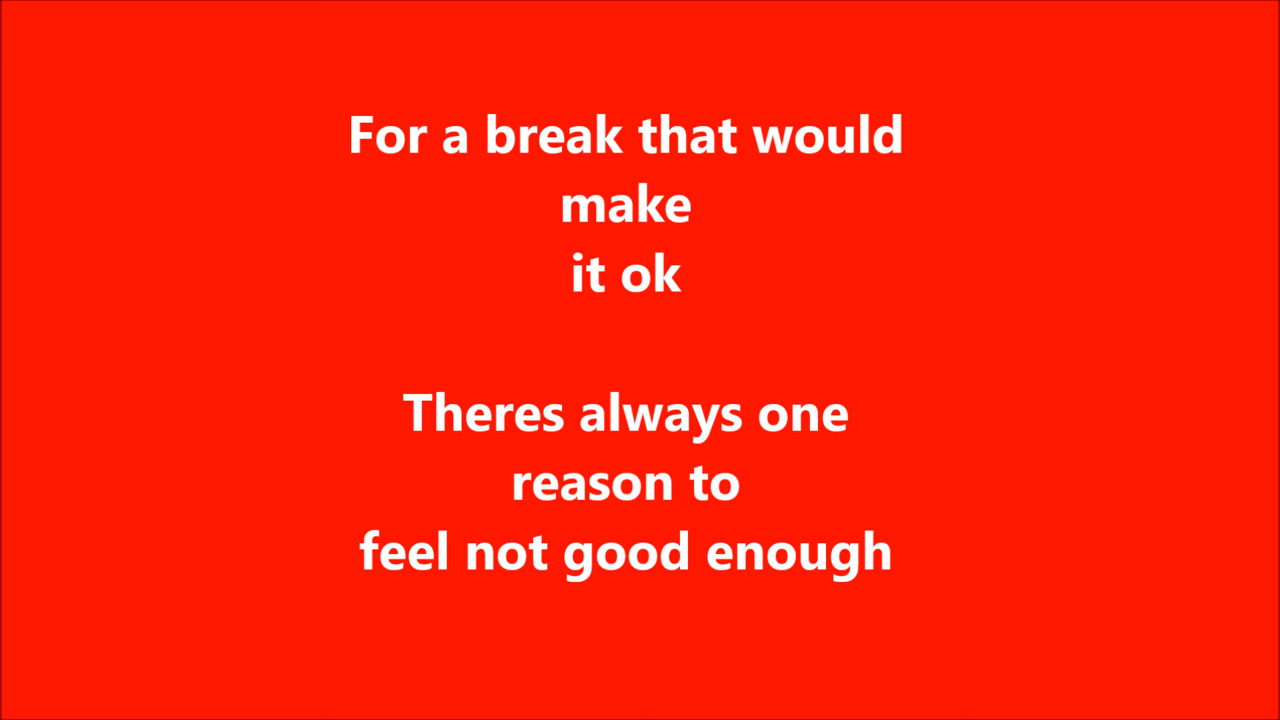 For a break that would
make
it ok
Theres always one
reason to
feel not good enough